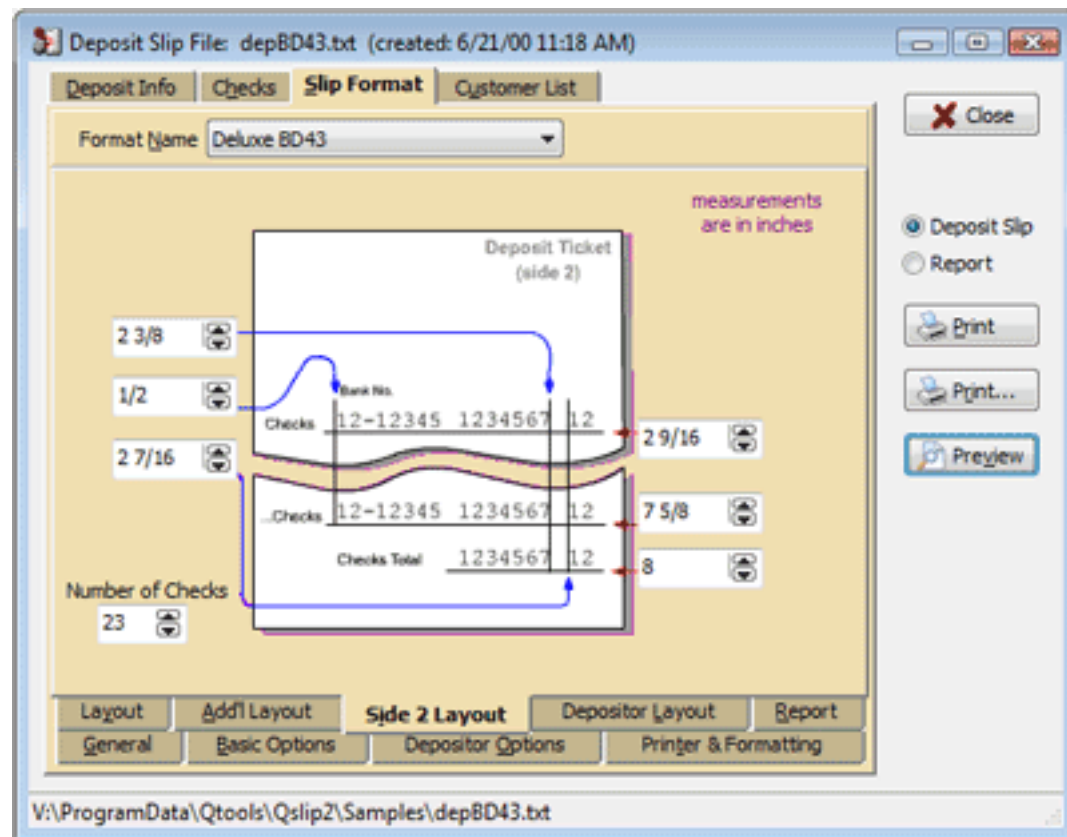 Deposit Slip File: depBD43.txt (created: 6/21/00 11:18 AM)
Deposit Info Checks Slip Format Customer List
Close
Format Name Deluxe BD43
measurements
are in inches
Deposit Slip
Report
Print
Print...
Preview
Deposit Ticket
(side 2)
2 3/8
1/2
2 7/16
Bank No.
Checks 12-12345 1234567 12
2 9/16
...Checks 12-12345 1234567 12
7 5/8
Checks Total 1234567 12
8
Number of Checks
23
Layout Add'l Layout Side 2 Layout Depositor Layout Report
General Basic Options Depositor Options Printer & Formatting
V:\ProgramData\Qtools\Qslip2\Samples\depBD43.txt